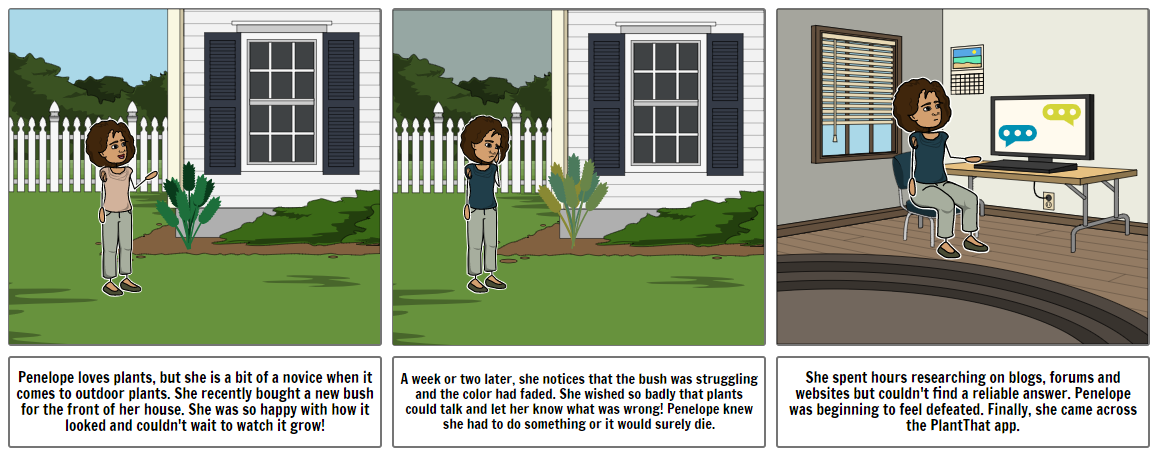 Penelope loves plants, but she is a bit of a novice when it
comes to outdoor plants. She recently bought a new bush
for the front of her house. She was so happy with how it
looked and couldn't wait to watch it grow!
A week or two later, she notices that the bush was struggling
and the color had faded. She wished so badly that plants
could talk and let her know what was wrong! Penelope knew
she had to do something or it would surely die.
She spent hours researching on blogs, forums and
websites but couldn't find a reliable answer. Penelope
was beginning to feel defeated. Finally, she came across
the PlantThat app.